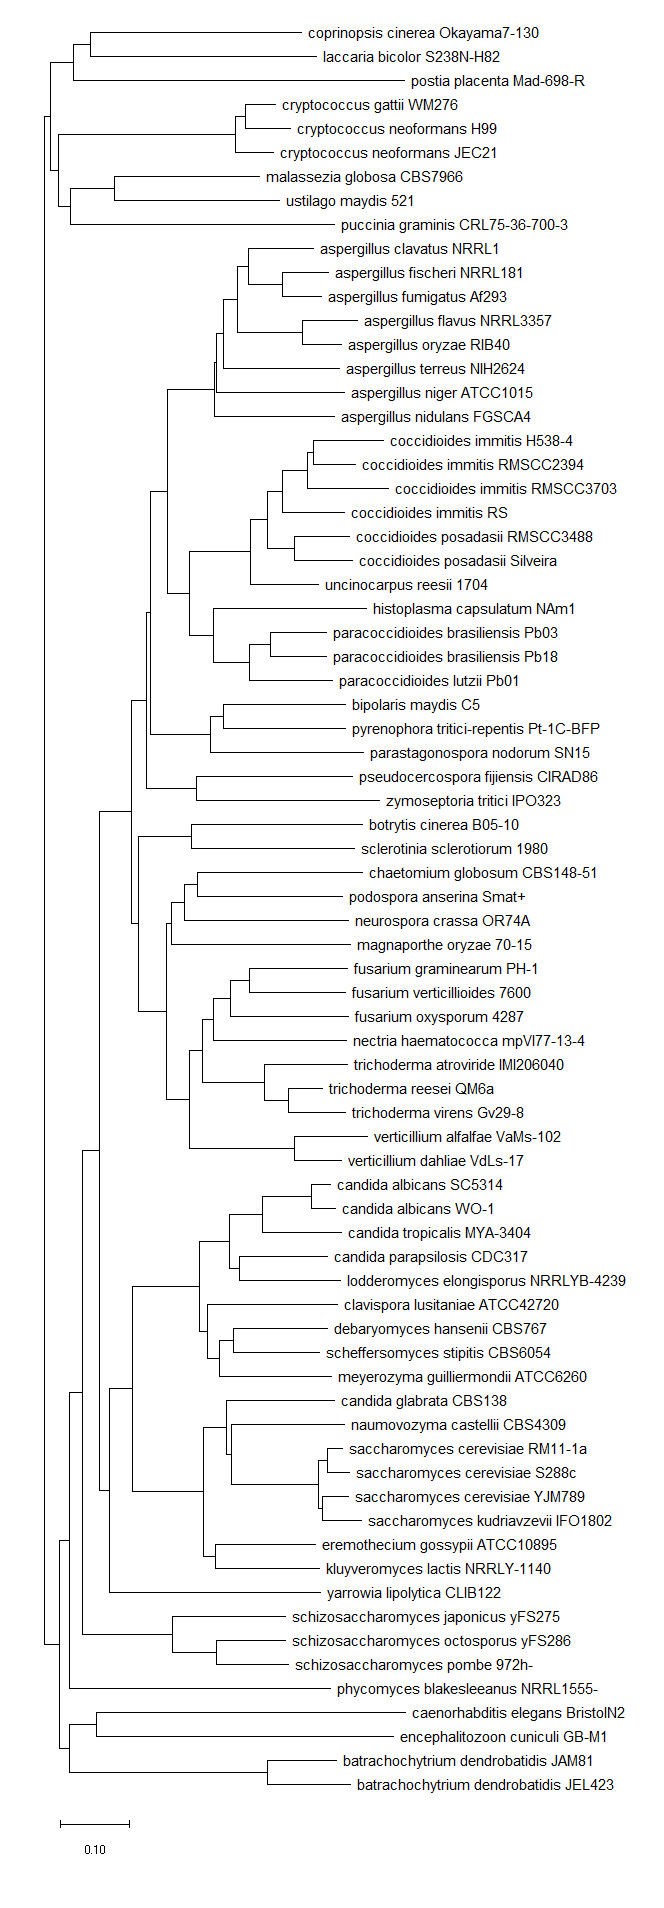 coprinopsis cinerea Okayama7-130
laccaria bicolor S238N-H82
postia placenta Mad-698-R
cryptococcus gattii WM276
cryptococcus neoformans H99
cryptococcus neoformans JEC21
malassezia globosa CBS7966
ustilago maydis 521
puccinia graminis CRL75-36-700-3
aspergillus clavatus NRRL1
aspergillus fischeri NRRL181
aspergillus fumigatus Af293
aspergillus flavus NRRL3357
aspergillus oryzae RIB40
aspergillus terreus NIH2624
aspergillus niger ATCC1015
aspergillus nidulans FGSCA4
coccidioides immitis H538-4
coccidioides immitis RMSCC2394
coccidioides immitis RMSCC3703
coccidioides immitis RS
coccidioides posadasii RMSCC3488
coccidioides posadasii Silveira
uncinocarpus reesii 1704
histoplasma capsulatum NAm1
paracoccidioides brasiliensis Pb03
paracoccidioides brasiliensis Pb18
paracoccidioides lutzii Pb01
bipolaris maydis C5
pyrenophora tritici-repentis Pt-1C-BFP
parastagonospora nodorum SN15
pseudocercospora fijiensis CIRAD86
zymoseptoria tritici IPO323
botrytis cinerea B05-10
sclerotinia sclerotiorum 1980
chaetomium globosum CBS148-51
podospora anserina Smat+
neurospora crassa OR74A
magnaporthe oryzae 70-15
fusarium graminearum PH-1
fusarium verticillioides 7600
fusarium oxysporum 4287
nectria haematococca mpVI77-13-4
trichoderma atroviride IMI206040
trichoderma reesei QM6a
trichoderma virens Gv29-8
verticillium alfalfae VaMs-102
verticillium dahliae VdLs-17
candida albicans SC5314
candida albicans WO-1
candida tropicalis MYA-3404
candida parapsilosis CDC317
lodderomyces elongisporus NRRLYB-4239
clavispora lusitaniae ATCC42720
debaryomyces hansenii CBS767
scheffersomyces stipitis CBS6054
meyerozyma guilliermondii ATCC6260
candida glabrata CBS138
naumovozyma castellii CBS4309
saccharomyces cerevisiae RM11-1a
saccharomyces cerevisiae S288c
saccharomyces cerevisiae YJM789
saccharomyces kudriavzevii IFO1802
eremothecium gossypii ATCC10895
kluyveromyces lactis NRRLY-1140
yarrowia lipolytica CLIB122
schizosaccharomyces japonicus yFS275
schizosaccharomyces octosporus yFS286
schizosaccharomyces pombe 972h-
phycomyces blakesleeanus NRRL1555-
caenorhabditis elegans BristolN2
encephalitozoon cuniculi GB-M1
batrachochytrium dendrobatidis JAM81
batrachochytrium dendrobatidis JEL423
0.10